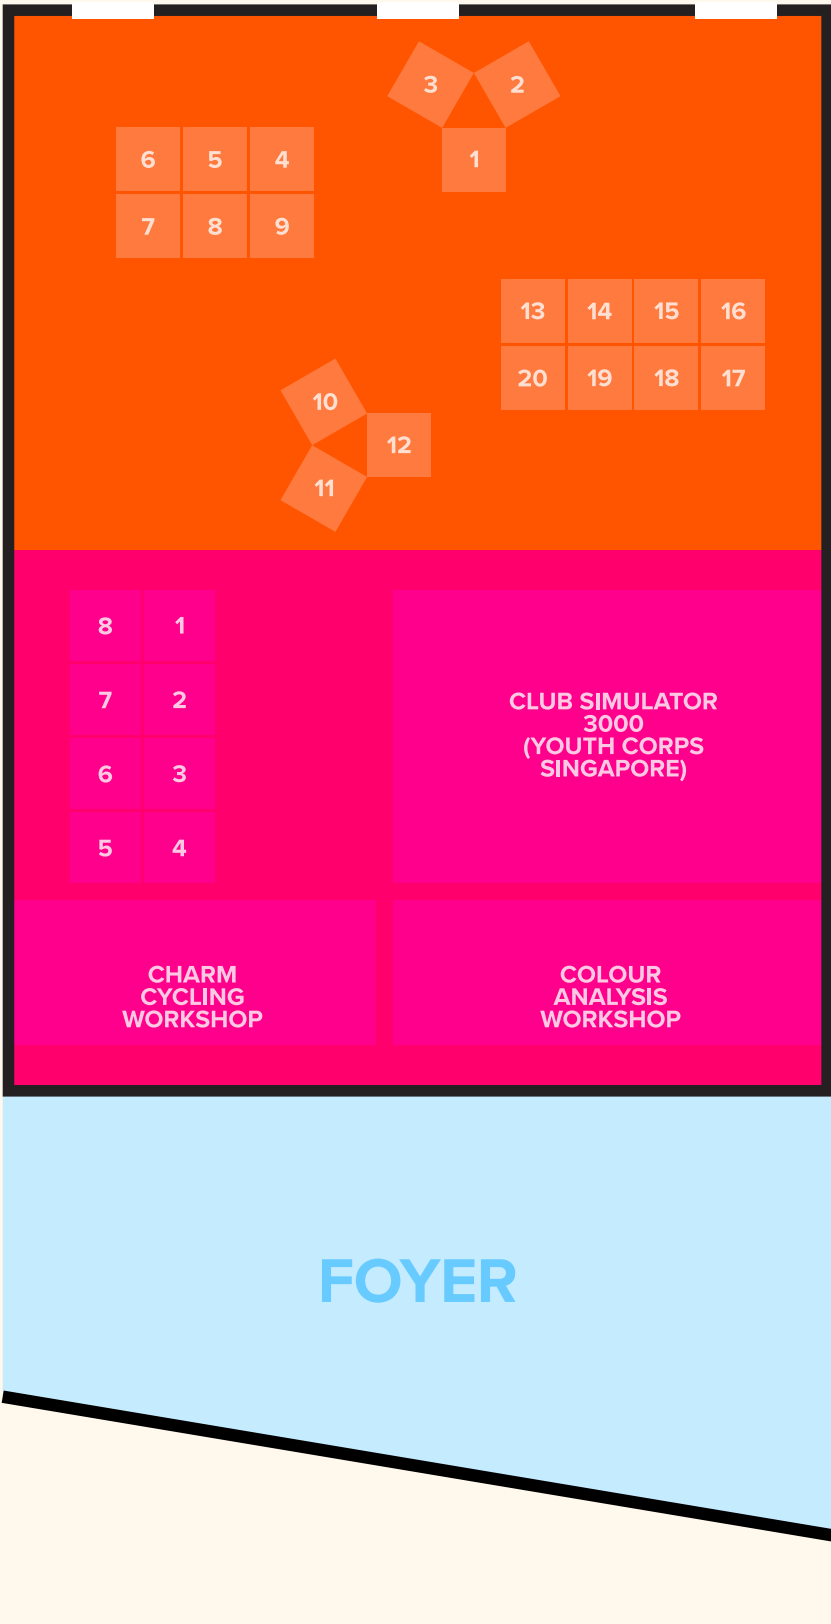 3 2
1
6 5 4
7 8 9
13 14 15 16
20 19 18 17
10
12
11
8 1
7 2
6 3
5 4
CLUB SIMULATOR
3000
(YOUTH CORPS
SINGAPORE)
CHARM
CYCLING
WORKSHOP
COLOUR
ANALYSIS
WORKSHOP
FOYER